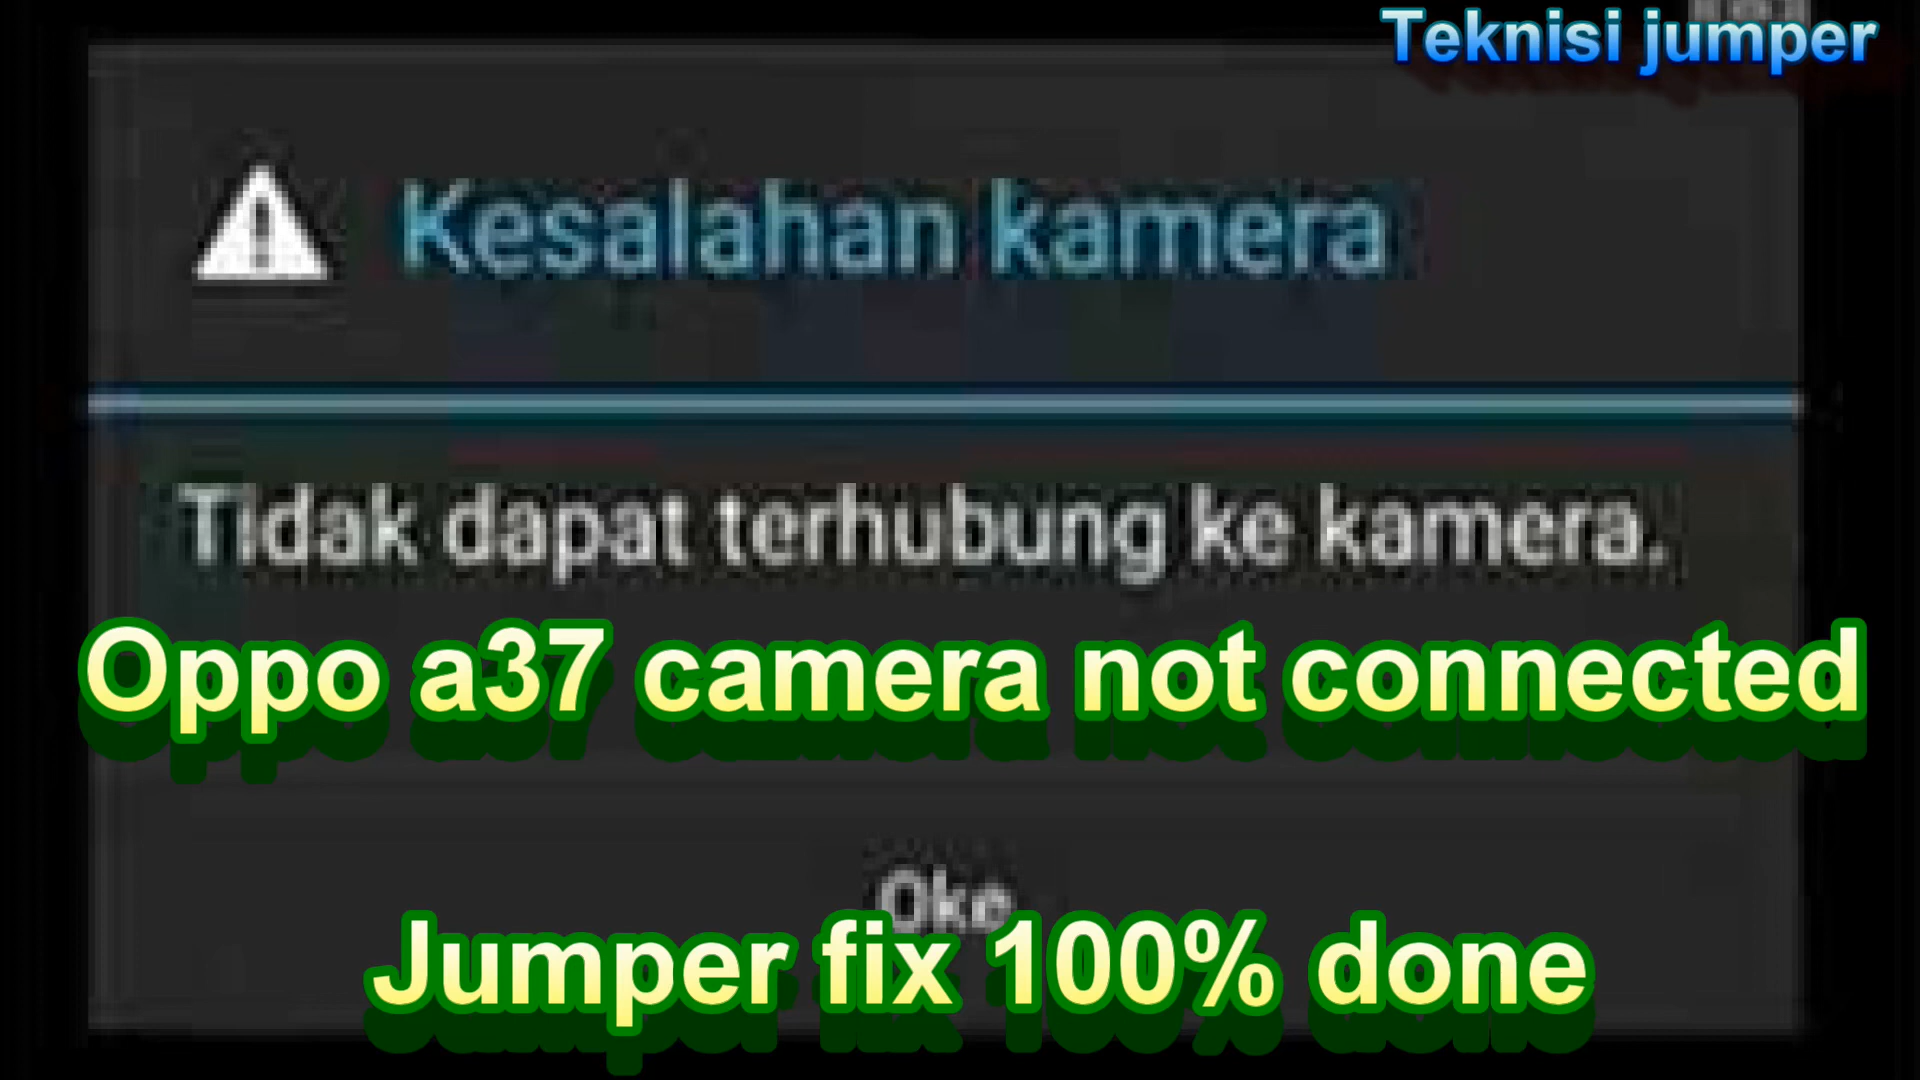 Teknisi jumper
Kesalahan kamera
Tidak dapat terhubung ke kamera.
Oppo a37 camera not connected
Oke
Jumper fix 100% done